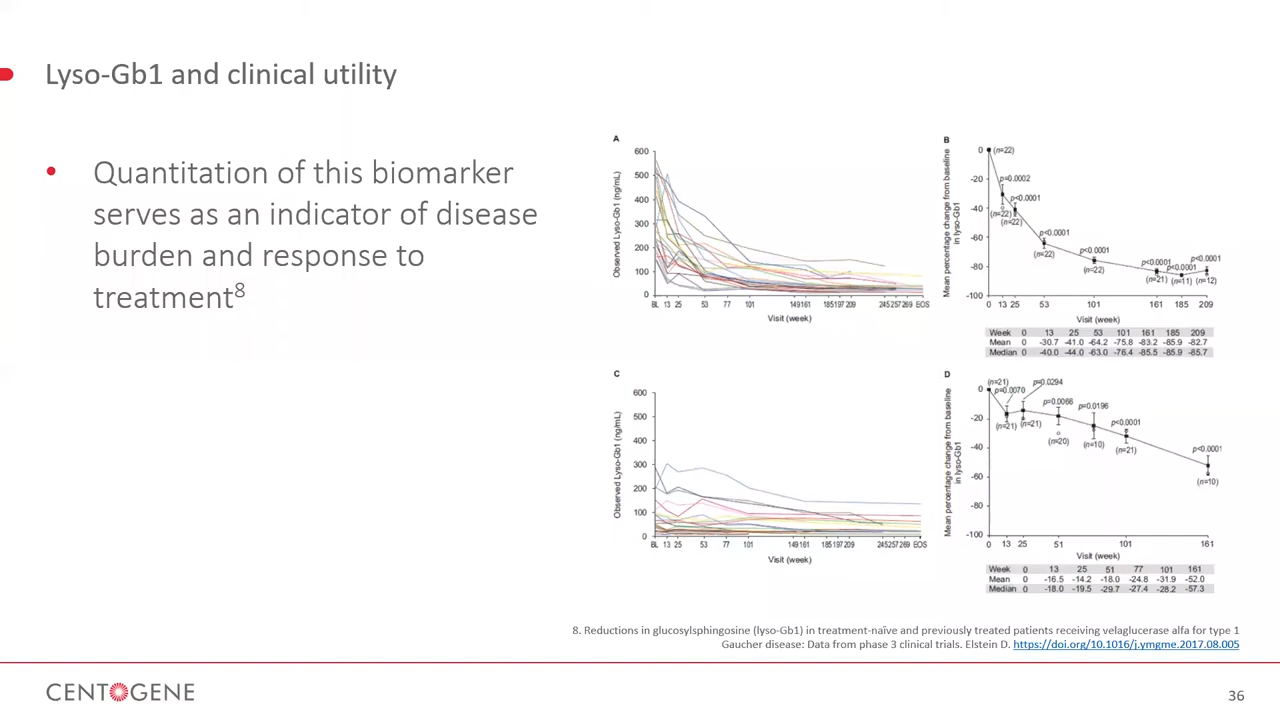 Lyso-Gb1 and clinical utility
• Quantitation of this biomarker
serves as an indicator of disease
burden and response to
treatment8
A
Observed Lyso-Gb1 (ng/mL)
600
500
400
300
200
100
0
BL 13 25 53 77 101 149 161 185 197 209 245 257 269 EOS
Visit (week)
B
Mean percentage change from baseline
in lyso-Gb1
0
-20
-40
-60
-80
-100
(n=22)
p=0.0002
(n=22)
p<0.0001
(n=22)
p<0.0001
(n=22)
p<0.0001
(n=22)
p<0.0001
(n=21)
p<0.0001
(n=11)
p<0.0001
(n=12)
0 13 25 53 101 161 185 209
Visit (week)
Week 0 13 25 53 101 161 185 209
Mean 0 -30.7 -41.0 -64.2 -75.8 -83.2 -85.9 -82.7
Median 0 -40.0 -44.0 -63.0 -76.4 -85.5 -85.9 -85.7
C
Observed Lyso-Gb1 (ng/mL)
600
500
400
300
200
100
0
BL 13 25 53 77 101 149 161 185 197 209 245 257 269 EOS
Visit (week)
D
Mean percentage change from baseline
in lyso-Gb1
0
-20
-40
-60
-80
-100
(n=21)
p=0.0070
(n=21)
p=0.0294
(n=21)
p=0.0066
(n=20)
p=0.0196
(n=10)
p<0.0001
(n=21)
p<0.0001
(n=10)
0 13 25 51 101 161
Visit (week)
Week 0 13 25 51 77 101 161
Mean 0 -16.5 -14.2 -18.0 -24.8 -31.9 -52.0
Median 0 -18.0 -19.5 -29.7 -27.4 -28.2 -57.3
8. Reductions in glucosylsphingosine (lyso-Gb1) in treatment-naïve and previously treated patients receiving velaglucerase alfa for type 1
Gaucher disease: Data from phase 3 clinical trials. Elstein D. https://doi.org/10.1016/j.ymgme.2017.08.005
CENTOGENE
36